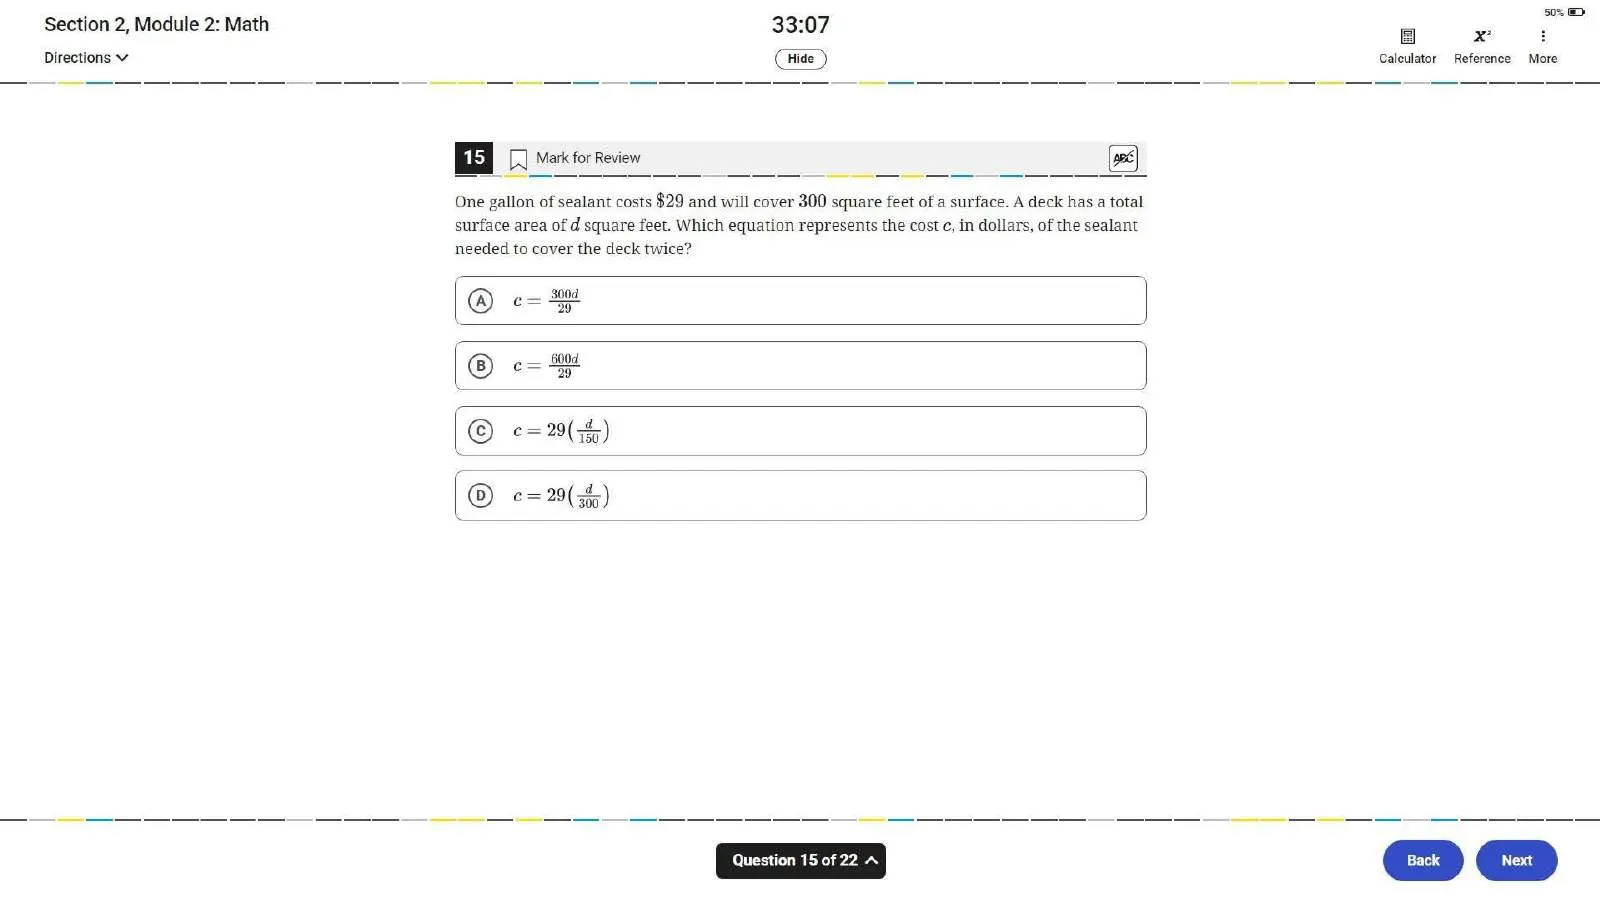 50%
Section 2, Module 2: Math
33:07
Directions
Hide
Calculator
x²
Reference
More
15
Mark for Review
ABC
One gallon of sealant costs $29 and will cover 300 square feet of a surface. A deck has a total
surface area of d square feet. Which equation represents the cost c, in dollars, of the sealant
needed to cover the deck twice?
A c = 300d/29
B c = 600d/29
C c = 29(d/150)
D c = 29(d/300)
Question 15 of 22
Back
Next